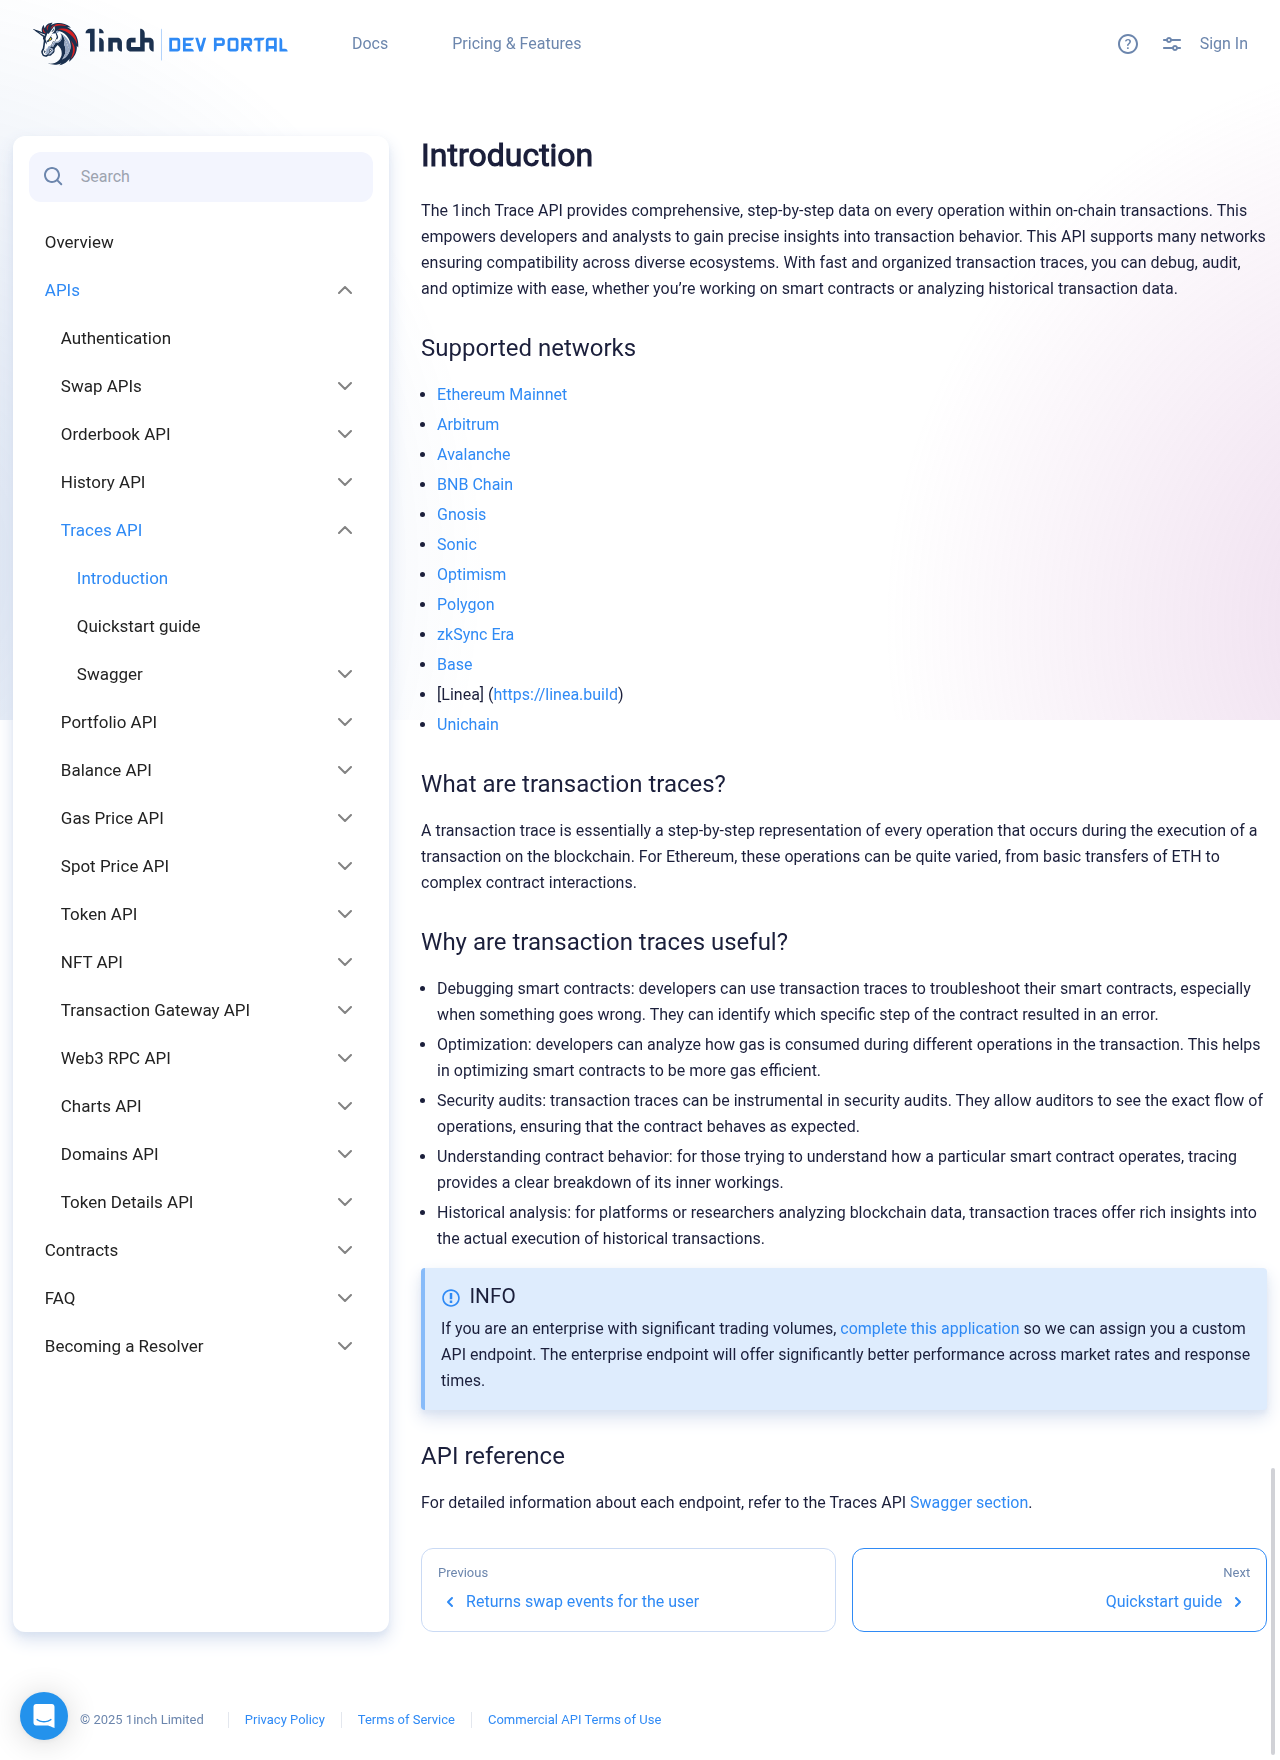 1inch DEV PORTAL
Docs
Pricing & Features
Sign In
Search
Overview
APIs
Authentication
Swap APIs
Orderbook API
History API
Traces API
Introduction
Quickstart guide
Swagger
Portfolio API
Balance API
Gas Price API
Spot Price API
Token API
NFT API
Transaction Gateway API
Web3 RPC API
Charts API
Domains API
Token Details API
Contracts
FAQ
Becoming a Resolver
Introduction
The 1inch Trace API provides comprehensive, step-by-step data on every operation within on-chain transactions. This
empowers developers and analysts to gain precise insights into transaction behavior. This API supports many networks
ensuring compatibility across diverse ecosystems. With fast and organized transaction traces, you can debug, audit,
and optimize with ease, whether you’re working on smart contracts or analyzing historical transaction data.
Supported networks
• Ethereum Mainnet
• Arbitrum
• Avalanche
• BNB Chain
• Gnosis
• Sonic
• Optimism
• Polygon
• zkSync Era
• Base
• [Linea] (https://linea.build)
• Unichain
What are transaction traces?
A transaction trace is essentially a step-by-step representation of every operation that occurs during the execution of a
transaction on the blockchain. For Ethereum, these operations can be quite varied, from basic transfers of ETH to
complex contract interactions.
Why are transaction traces useful?
• Debugging smart contracts: developers can use transaction traces to troubleshoot their smart contracts, especially
when something goes wrong. They can identify which specific step of the contract resulted in an error.
• Optimization: developers can analyze how gas is consumed during different operations in the transaction. This helps
in optimizing smart contracts to be more gas efficient.
• Security audits: transaction traces can be instrumental in security audits. They allow auditors to see the exact flow of
operations, ensuring that the contract behaves as expected.
• Understanding contract behavior: for those trying to understand how a particular smart contract operates, tracing
provides a clear breakdown of its inner workings.
• Historical analysis: for platforms or researchers analyzing blockchain data, transaction traces offer rich insights into
the actual execution of historical transactions.
INFO
If you are an enterprise with significant trading volumes, complete this application so we can assign you a custom
API endpoint. The enterprise endpoint will offer significantly better performance across market rates and response
times.
API reference
For detailed information about each endpoint, refer to the Traces API Swagger section.
Previous
Returns swap events for the user
Next
Quickstart guide
© 2025 1inch Limited
Privacy Policy
Terms of Service
Commercial API Terms of Use